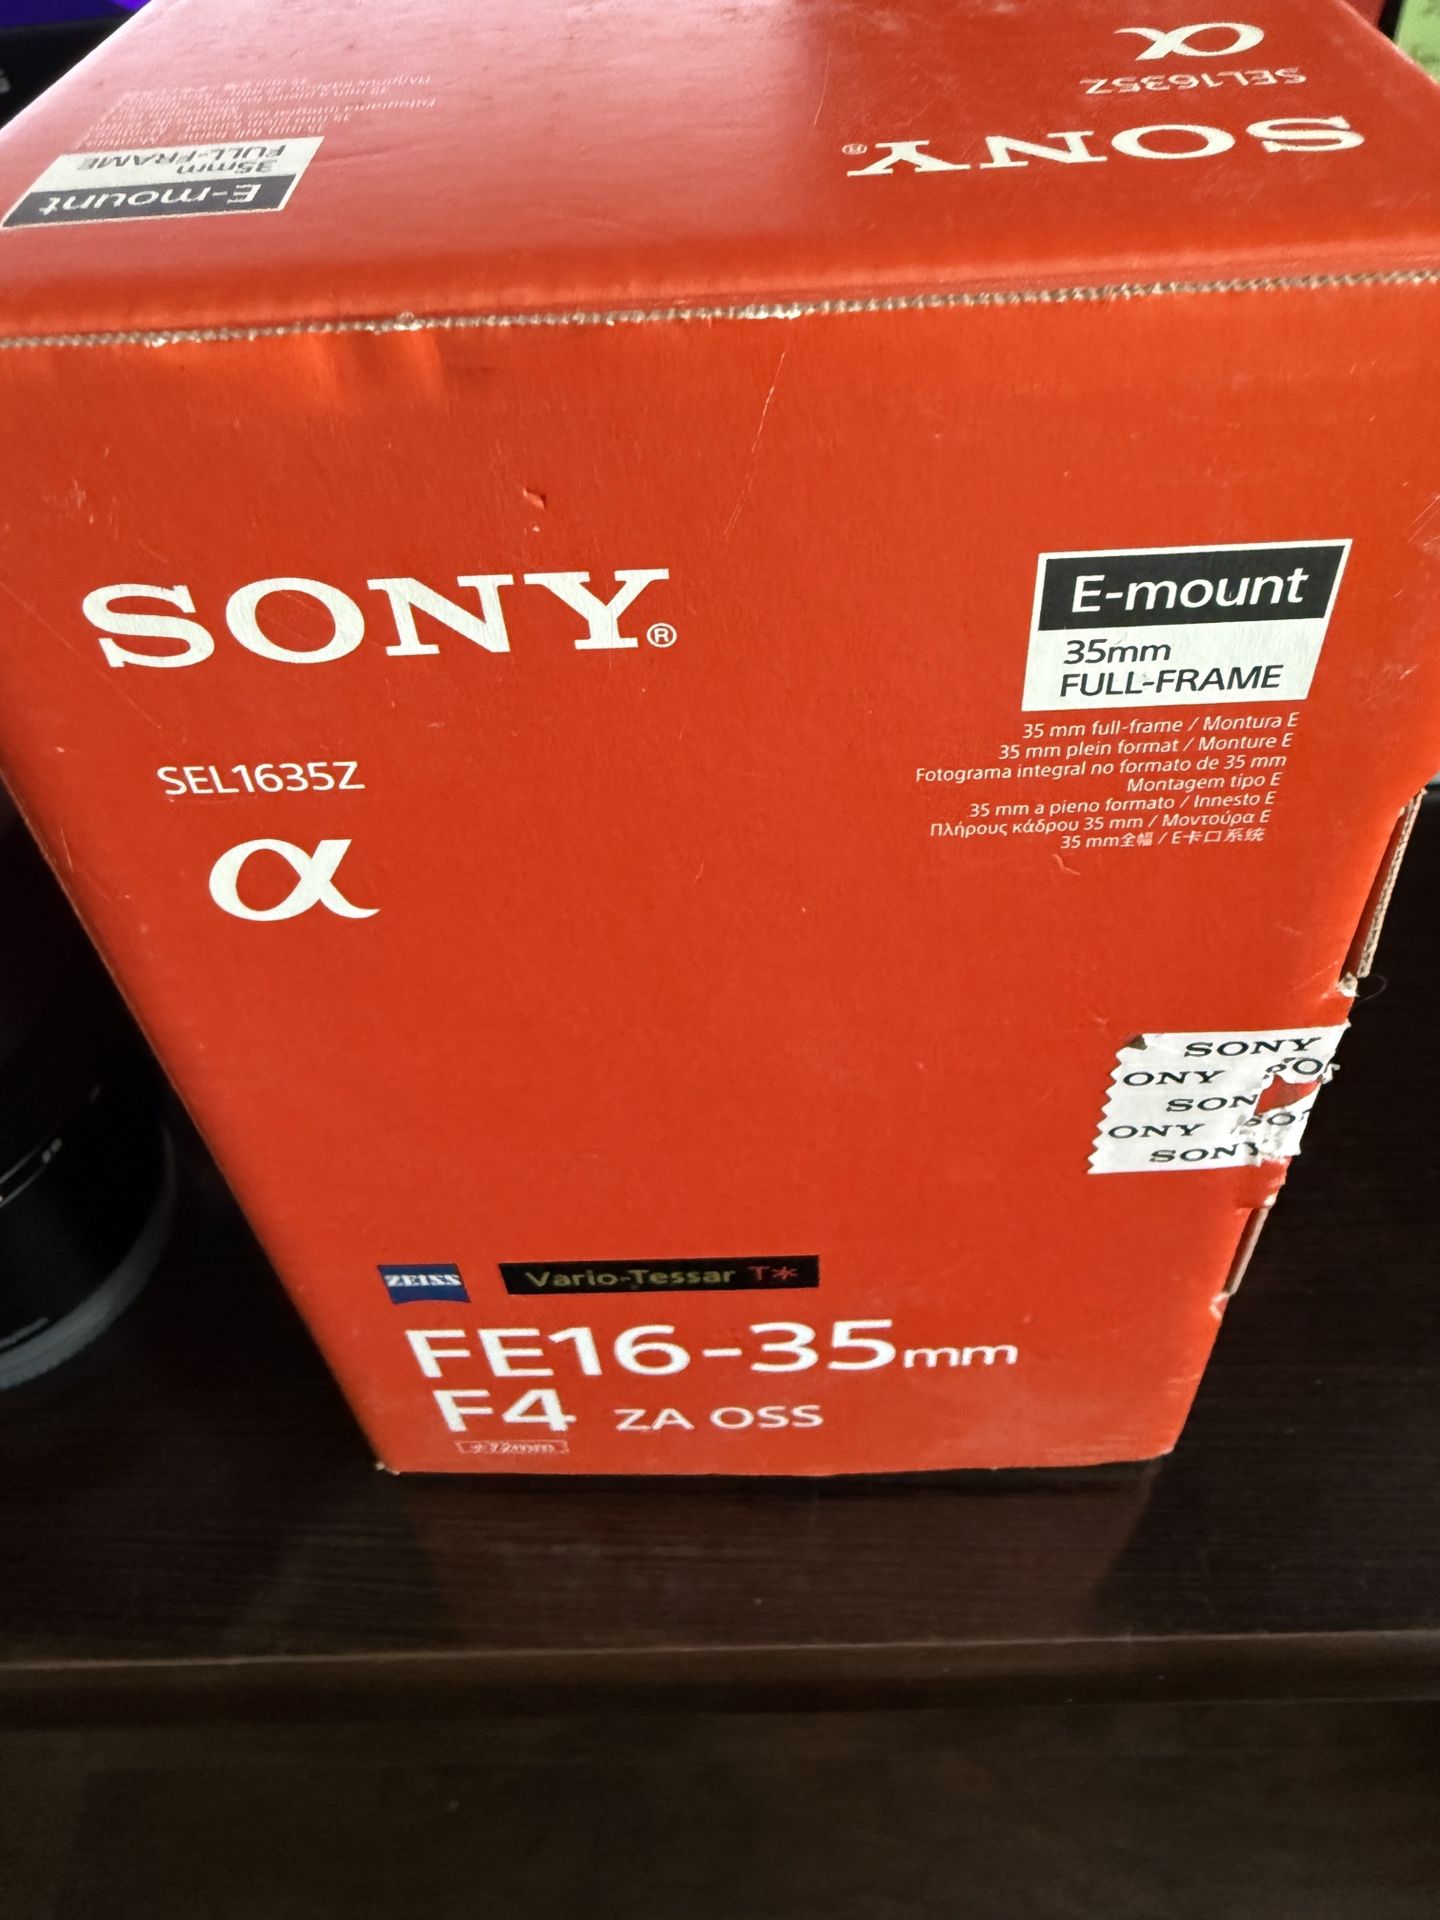 α
SEL1635Z
SONY®
E-mount
35mm
FULL-FRAME
SONY®
SEL1635Z
α
E-mount
35mm
FULL-FRAME
35 mm full-frame / Montura E
35 mm plein format / Monture E
Fotograma integral no formato de 35 mm
Montagem tipo E
35 mm a pieno formato / Innesto E
Πλήρους κάδρου 35 mm / Μοντούρα E
35 mm全幅 / E卡口系统
SONY
ONY SO
SON
ONY SO
SONY
ZEISS
Vario-Tessar T*
FE16-35mm
F4 ZA OSS
72mm